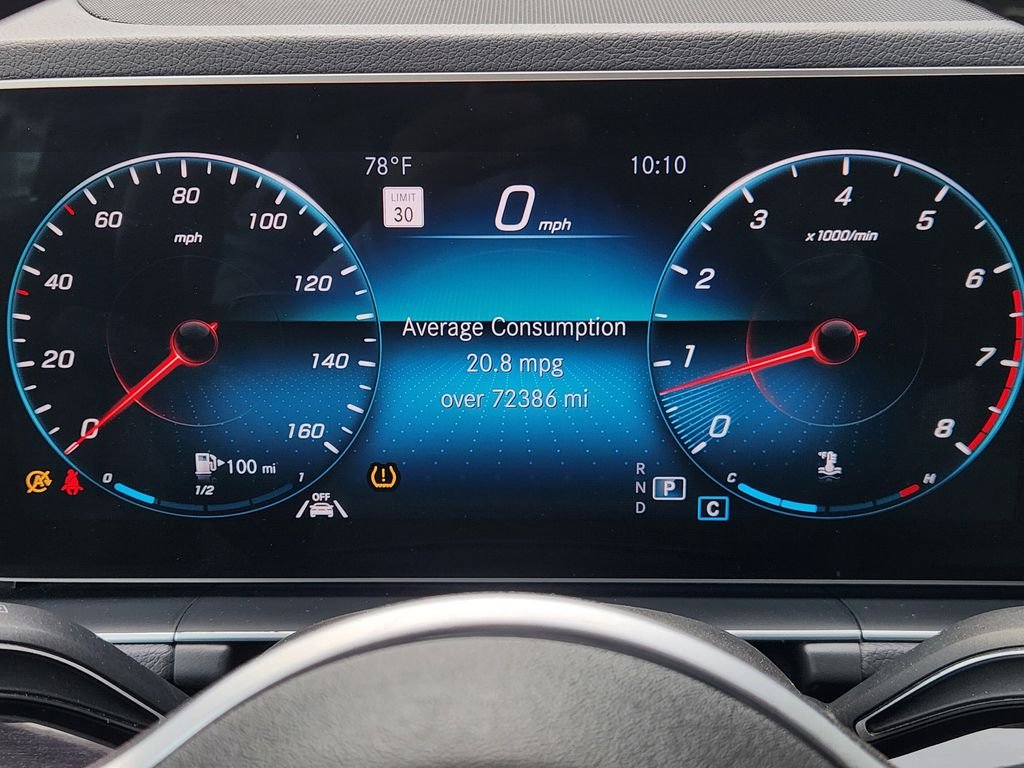 78°F
10:10
LIMIT
30
0 mph
Average Consumption
20.8 mpg
over 72386 mi
0
20
40
60
80
100
120
140
160
mph
100 mi
0
1/2
1
OFF
A
0
1
2
3
4
5
6
7
8
x1000/min
R
N
P
D
C
C
H